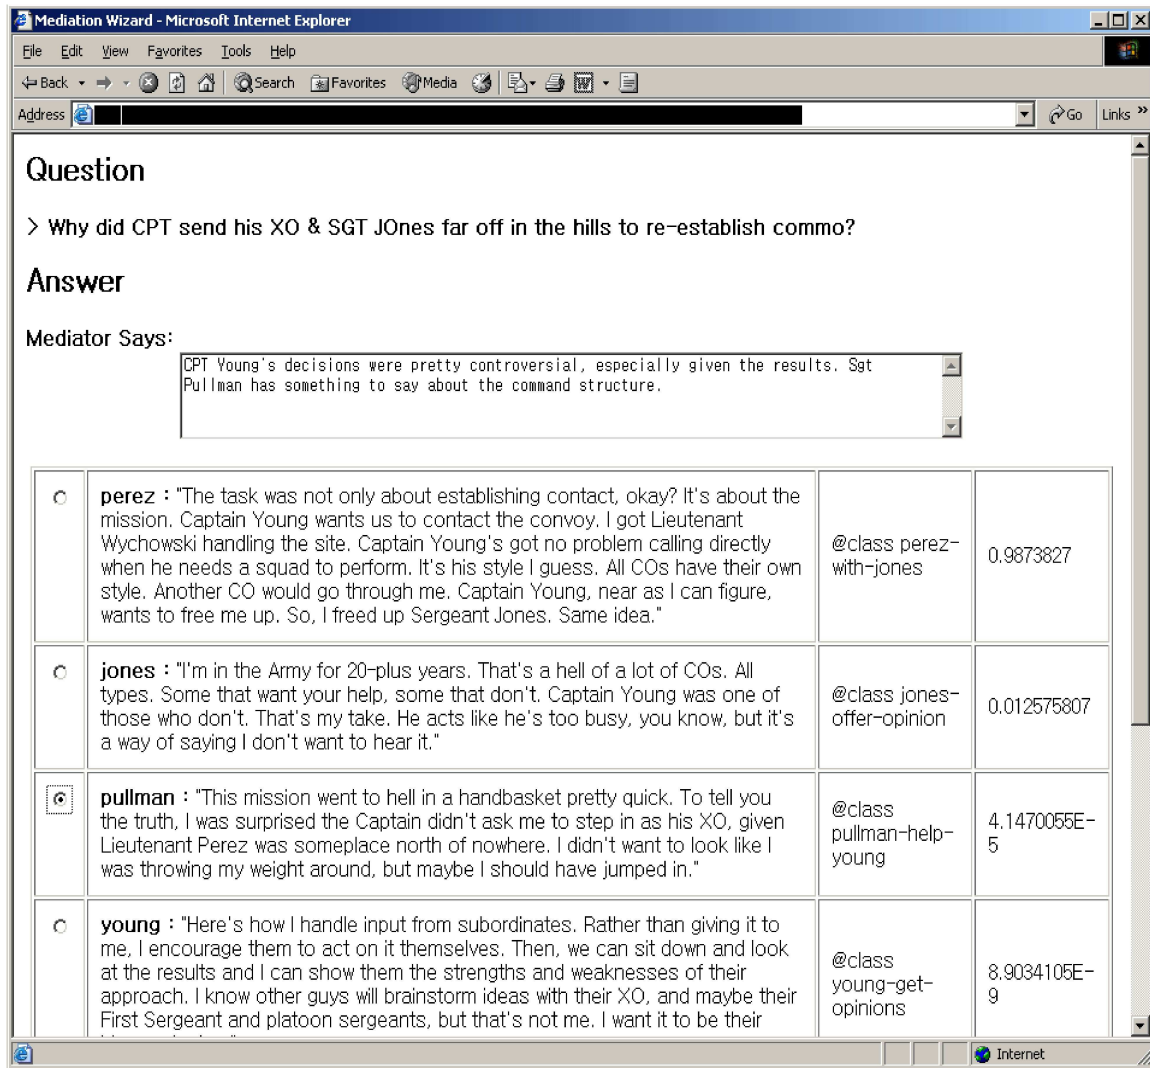 Mediation Wizard - Microsoft Internet Explorer
File Edit View Favorites Tools Help
Back Search Favorites Media
Address Go Links »
Question
> Why did CPT send his XO & SGT JOnes far off in the hills to re-establish commo?
Answer
Mediator Says:
CPT Young's decisions were pretty controversial, especially given the results. Sgt
Pullman has something to say about the command structure.
perez : "The task was not only about establishing contact, okay? It's about the
mission. Captain Young wants us to contact the convoy. I got Lieutenant
Wychowski handling the site. Captain Young's got no problem calling directly
when he needs a squad to perform. It's his style I guess. All COs have their own
style. Another CO would go through me. Captain Young, near as I can figure,
wants to free me up. So, I freed up Sergeant Jones. Same idea."
@class perez-
with-jones
0.9873827
jones : "I'm in the Army for 20-plus years. That's a hell of a lot of COs. All
types. Some that want your help, some that don't. Captain Young was one of
those who don't. That's my take. He acts like he's too busy, you know, but it's
a way of saying I don't want to hear it."
@class jones-
offer-opinion
0.012575807
pullman : "This mission went to hell in a handbasket pretty quick. To tell you
the truth, I was surprised the Captain didn't ask me to step in as his XO, given
Lieutenant Perez was someplace north of nowhere. I didn't want to look like I
was throwing my weight around, but maybe I should have jumped in."
@class
pullman-help-
young
4.1470055E-
5
young : "Here's how I handle input from subordinates. Rather than giving it to
me, I encourage them to act on it themselves. Then, we can sit down and look
at the results and I can show them the strengths and weaknesses of their
approach. I know other guys will brainstorm ideas with their XO, and maybe their
First Sergeant and platoon sergeants, but that's not me. I want it to be their
@class
young-get-
opinions
8.9034105E-
9
Internet